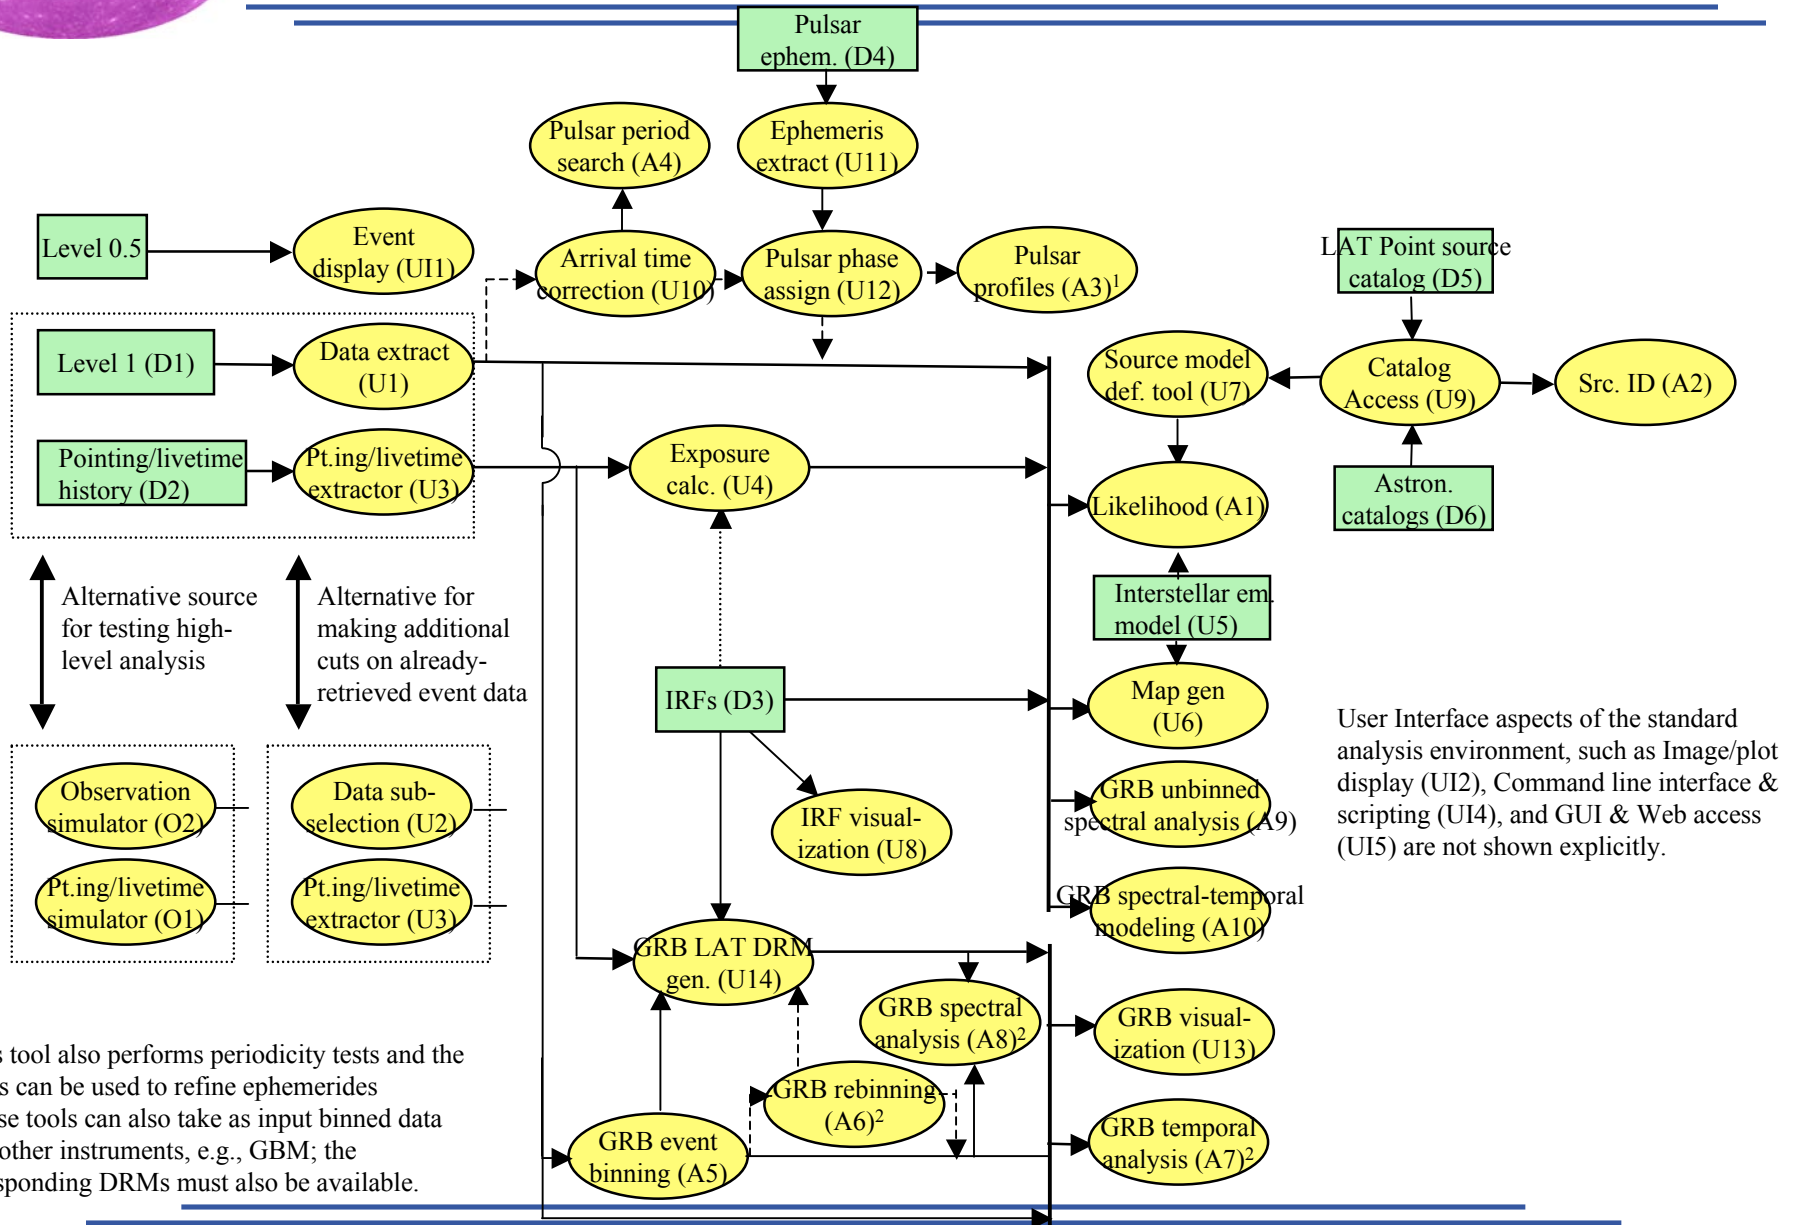 Pulsar
ephem. (D4)
Pulsar period
search (A4)
Ephemeris
extract (U11)
Level 0.5
Event
display (UI1)
Arrival time
correction (U10)
Pulsar phase
assign (U12)
Pulsar
profiles (A3)1
LAT Point source
catalog (D5)
Level 1 (D1)
Data extract
(U1)
Source model
def. tool (U7)
Catalog
Access (U9)
Src. ID (A2)
Pointing/livetime
history (D2)
Pt.ing/livetime
extractor (U3)
Exposure
calc. (U4)
Likelihood (A1)
Astron.
catalogs (D6)
Alternative source
for testing high-
level analysis
Alternative for
making additional
cuts on already-
retrieved event data
Interstellar em.
model (U5)
IRFs (D3)
Map gen
(U6)
User Interface aspects of the standard
analysis environment, such as Image/plot
display (UI2), Command line interface &
scripting (UI4), and GUI & Web access
(UI5) are not shown explicitly.
Observation
simulator (O2)
Data sub-
selection (U2)
IRF visual-
ization (U8)
GRB unbinned
spectral analysis (A9)
Pt.ing/livetime
simulator (O1)
Pt.ing/livetime
extractor (U3)
GRB spectral-temporal
modeling (A10)
GRB LAT DRM
gen. (U14)
GRB spectral
analysis (A8)2
GRB visual-
ization (U13)
GRB rebinning
(A6)2
GRB event
binning (A5)
GRB temporal
analysis (A7)2
tool also performs periodicity tests and the
can be used to refine ephemerides
tools can also take as input binned data
other instruments, e.g., GBM; the
DRMs must also be available.